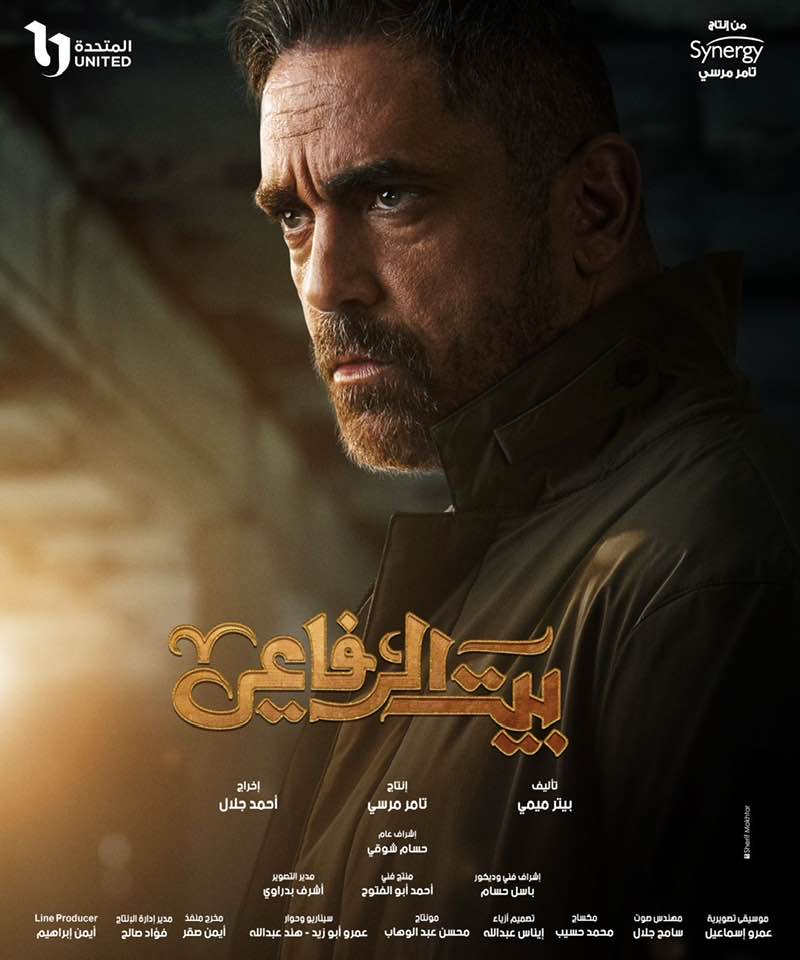 المتحدة
UNITED
من إنتاج
Synergy
تامر مرسي
بيت الرفاعي
تأليف
بيتر ميمي
إنتاج
تامر مرسي
إخراج
أحمد جلال
إشراف عام
حسام شوقي
إشراف فني وديكور
باسل حسام
منتج فني
أحمد أبو الفتوح
مدير التصوير
أشرف بدراوي
موسيقى تصويرية
عمرو إسماعيل
مهندس صوت
سامح جلال
مكساج
محمد حسيب
تصميم أزياء
إيناس عبدالله
مونتاج
محسن عبد الوهاب
سيناريو وحوار
عمرو أبو زيد - هند عبدالله
مخرج منفذ
أيمن صقر
مدير إدارة الإنتاج
فؤاد صالح
Line Producer
أيمن إبراهيم
Sherif Mokhtar